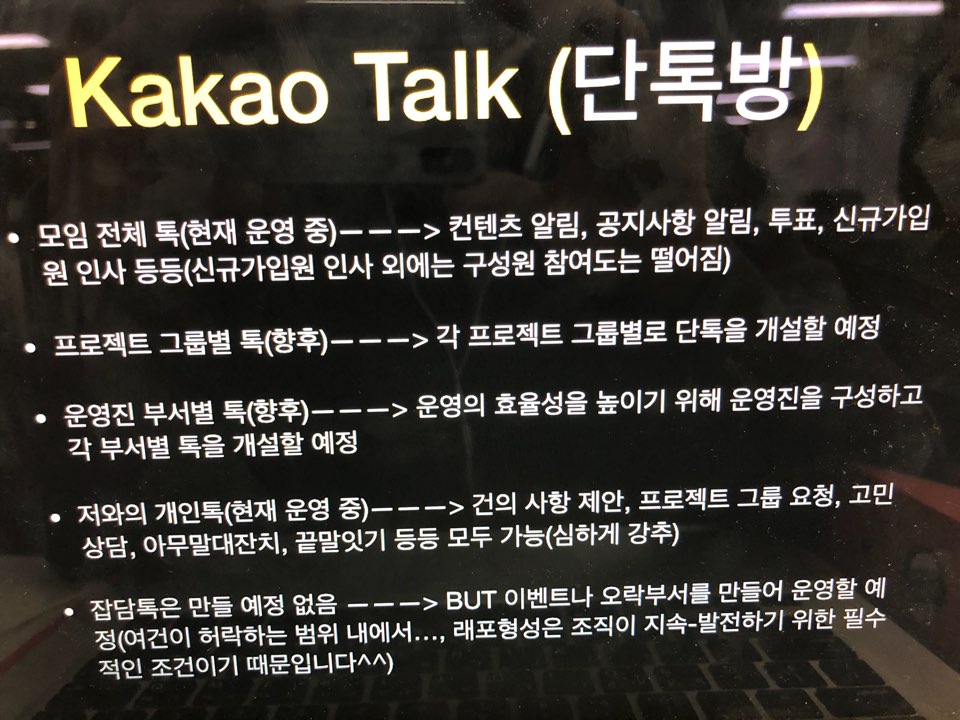 Kakao Talk (단톡방)
• 모임 전체 톡(현재 운영 중)———> 컨텐츠 알림, 공지사항 알림, 투표, 신규가입
원 인사 등등(신규가입원 인사 외에는 구성원 참여도는 떨어짐)
• 프로젝트 그룹별 톡(향후)———> 각 프로젝트 그룹별로 단톡을 개설할 예정
• 운영진 부서별 톡(향후)———> 운영의 효율성을 높이기 위해 운영진을 구성하고
각 부서별 톡을 개설할 예정
• 저와의 개인톡(현재 운영 중)———> 건의 사항 제안, 프로젝트 그룹 요청, 고민
상담, 아무말대잔치, 끝말잇기 등등 모두 가능(심하게 강추)
• 잡담톡은 만들 예정 없음 ———> BUT 이벤트나 오락부서를 만들어 운영할 예
정(여건이 허락하는 범위 내에서..., 래포형성은 조직이 지속-발전하기 위한 필수
적인 조건이기 때문입니다^^)